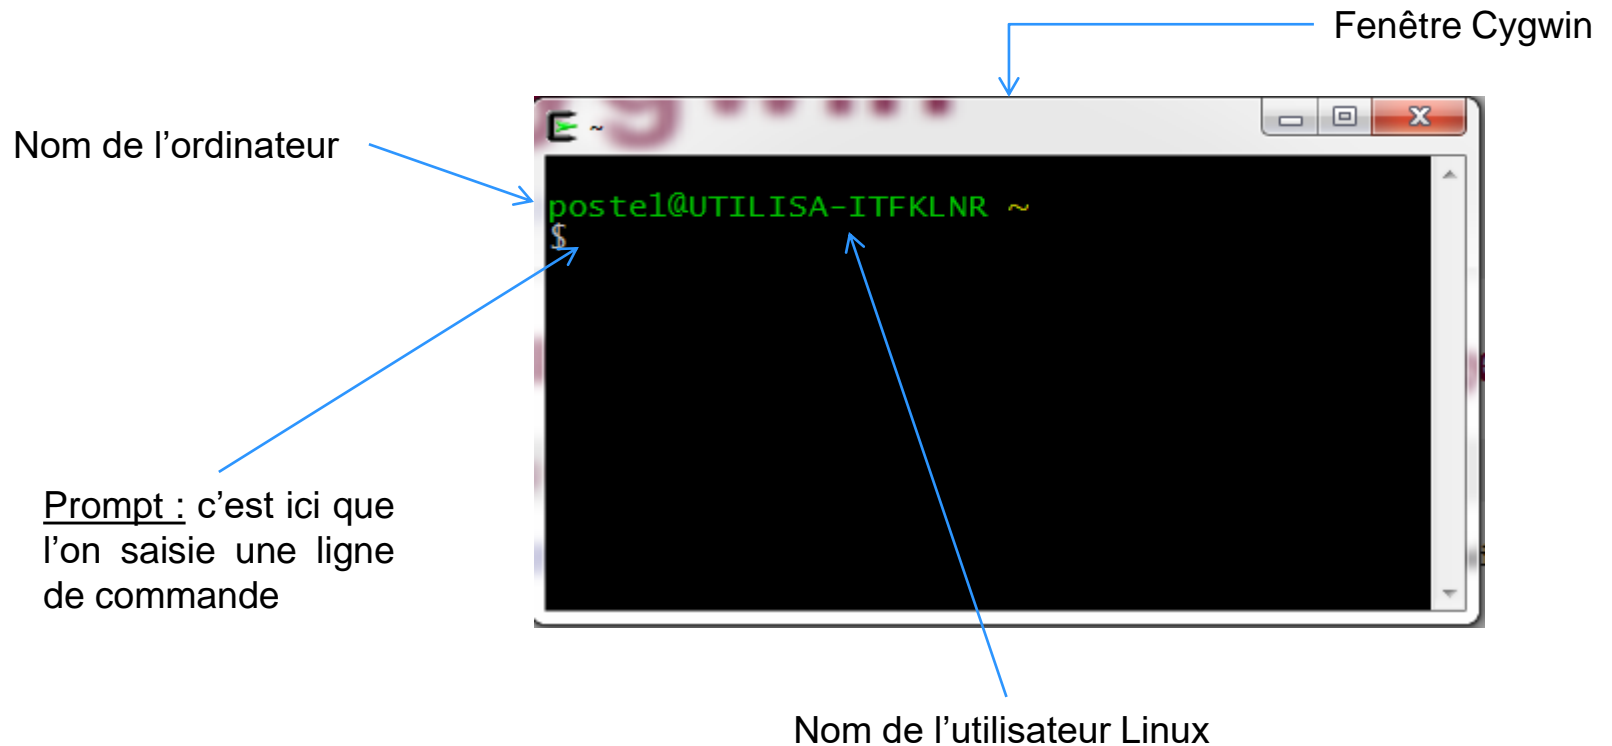 Fenêtre Cygwin
Nom de l’ordinateur
~
poste1@UTILISA-ITFKLNR ~
$
Prompt : c’est ici que
l’on saisie une ligne
de commande
Nom de l’utilisateur Linux